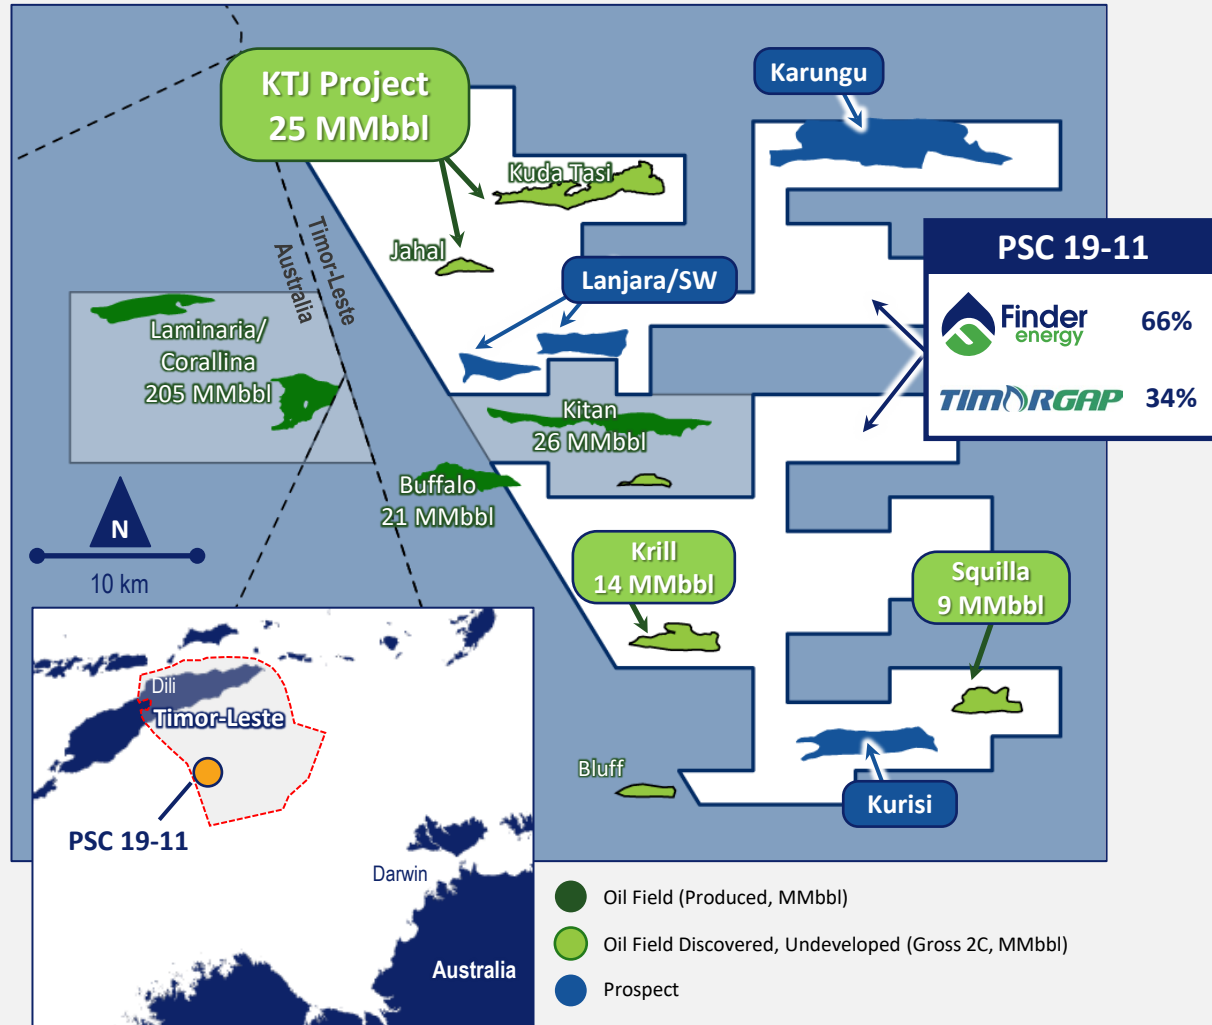 KTJ Project
25 MMbbl
Karungu
Kuda Tasi
Jahal
Timor-Leste
Australia
Lanjara/SW
PSC 19-11
Finder
energy
66%
TIMORGAP
34%
Laminaria/
Corallina
205 MMbbl
Kitan
26 MMbbl
Buffalo
21 MMbbl
N
10 km
Krill
14 MMbbl
Squilla
9 MMbbl
Bluff
Kurisi
Dili
Timor-Leste
PSC 19-11
Darwin
Australia
Oil Field (Produced, MMbbl)
Oil Field Discovered, Undeveloped (Gross 2C, MMbbl)
Prospect